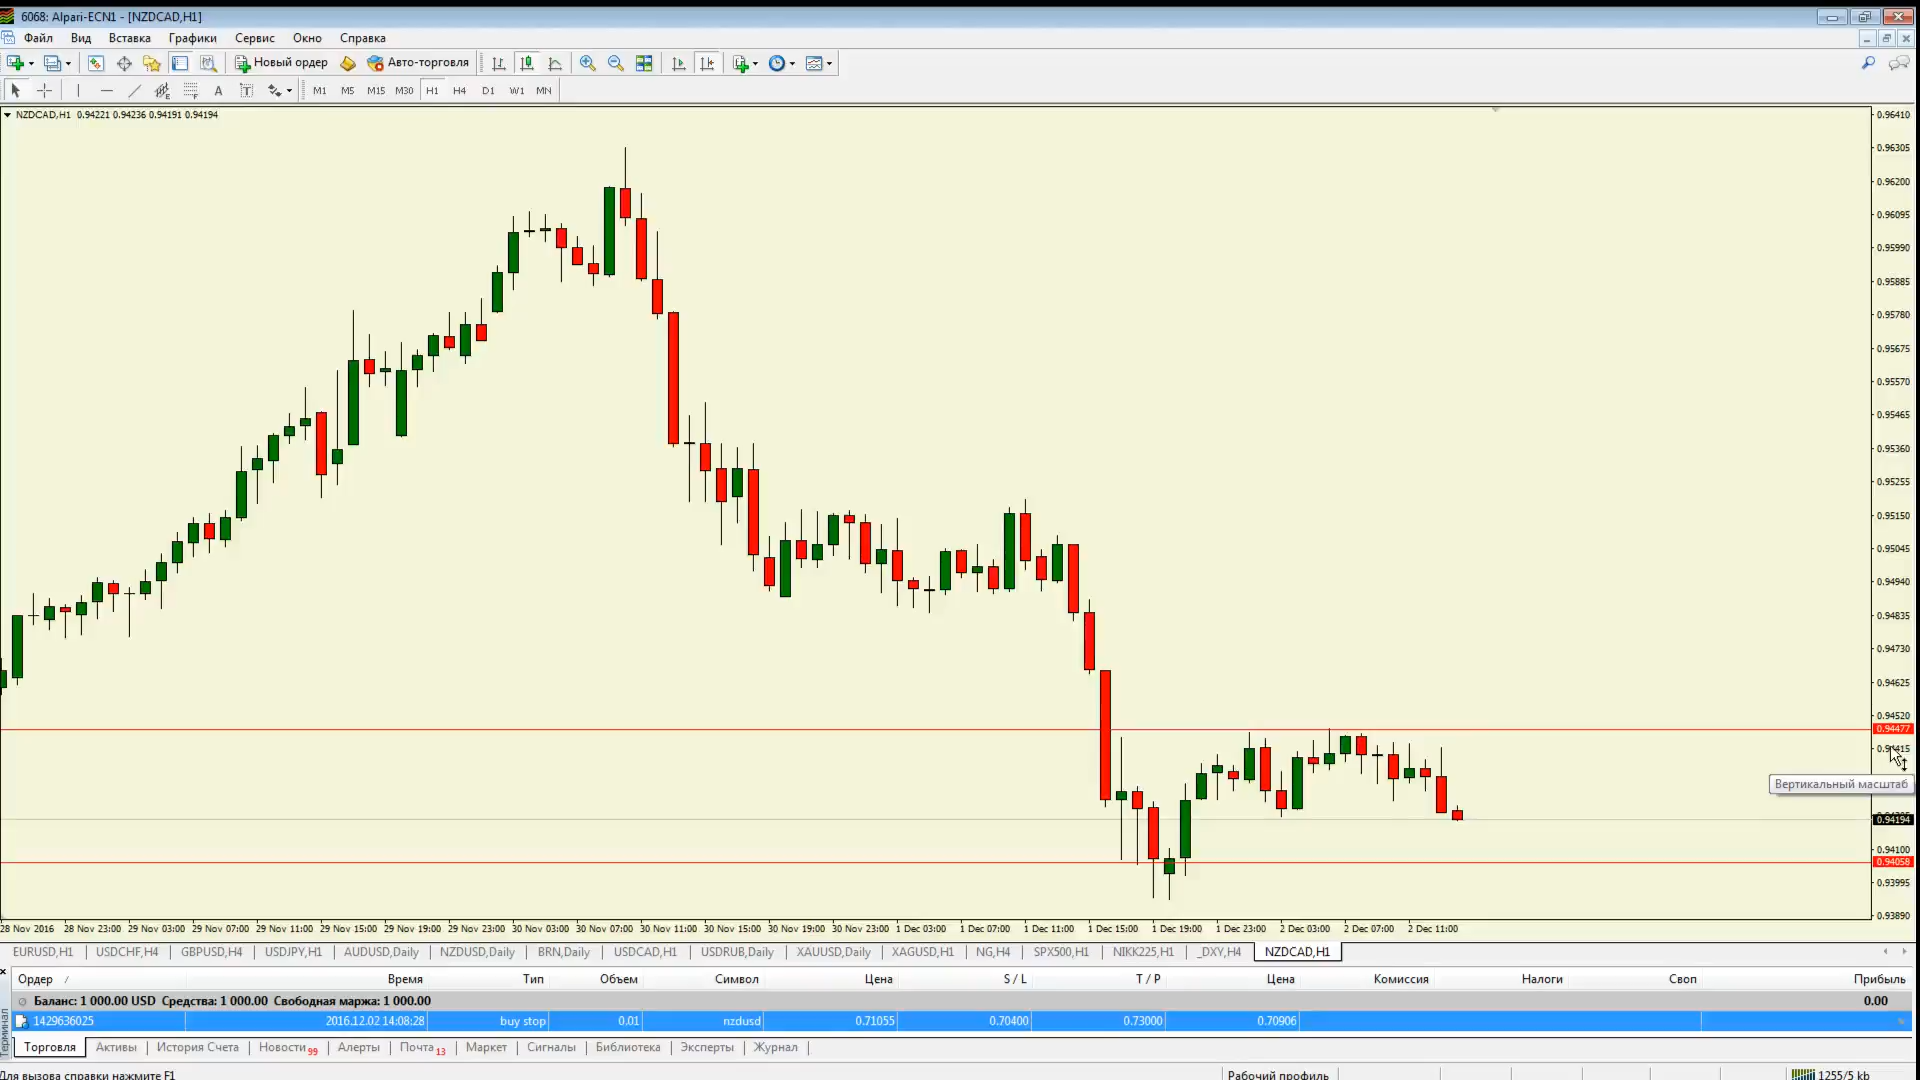 6068: Alpari-ECN1 - [NZDCAD,H1]
Файл Вид Вставка Графики Сервис Окно Справка
Новый ордер Авто-торговля
A T M1 M5 M15 M30 H1 H4 D1 W1 MN
NZDCAD,H1 0.94221 0.94236 0.94191 0.94194
0.96410
0.96305
0.96200
0.96095
0.95990
0.95885
0.95780
0.95675
0.95570
0.95465
0.95360
0.95255
0.95150
0.95045
0.94940
0.94835
0.94730
0.94625
0.94520
0.94477
0.94415
Вертикальный масштаб
0.94194
0.94100
0.94058
0.93995
0.93890
28 Nov 2016 28 Nov 23:00 29 Nov 03:00 29 Nov 07:00 29 Nov 11:00 29 Nov 15:00 29 Nov 19:00 29 Nov 23:00 30 Nov 03:00 30 Nov 07:00 30 Nov 11:00 30 Nov 15:00 30 Nov 19:00 30 Nov 23:00 1 Dec 03:00 1 Dec 07:00 1 Dec 11:00 1 Dec 15:00 1 Dec 19:00 1 Dec 23:00 2 Dec 03:00 2 Dec 07:00 2 Dec 11:00
EURUSD,H1 USDCHF,H4 GBPUSD,H4 USDJPY,H1 AUDUSD,Daily NZDUSD,Daily BRN,Daily USDCAD,H1 USDRUB,Daily XAUUSD,Daily XAGUSD,H1 NG,H4 SPX500,H1 NIKK225,H1 _DXY,H4 NZDCAD,H1
Ордер / Время Тип Объем Символ Цена S / L T / P Цена Комиссия Налоги Своп Прибыль
Баланс: 1 000.00 USD Средства: 1 000.00 Свободная маржа: 1 000.00 0.00
1429636025 2016.12.02 14:08:28 buy stop 0.01 nzdusd 0.71055 0.70400 0.73000 0.70906
Терминал
Торговля Активы История Счета Новости 99 Алерты Почта 13 Маркет Сигналы Библиотека Эксперты Журнал
Для вызова справки нажмите F1 Рабочий профиль 1255/5 kb